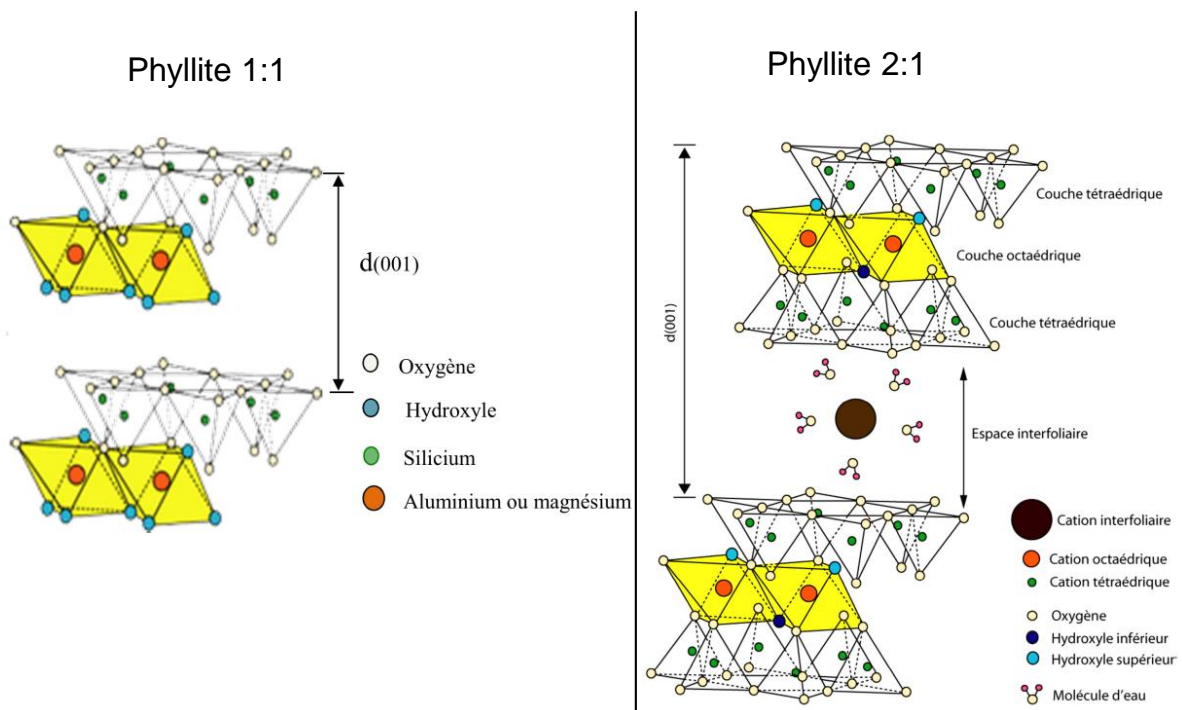 Phyllite 1:1
d(001)
Oxygène
Hydroxyle
Silicium
Aluminium ou magnésium
Phyllite 2:1
Couche tétraédrique
Couche octaédrique
Couche tétraédrique
d(001)
Espace interfoliaire
Cation interfoliaire
Cation octaédrique
Cation tétraédrique
Oxygène
Hydroxyle inférieur
Hydroxyle supérieur
Molécule d'eau